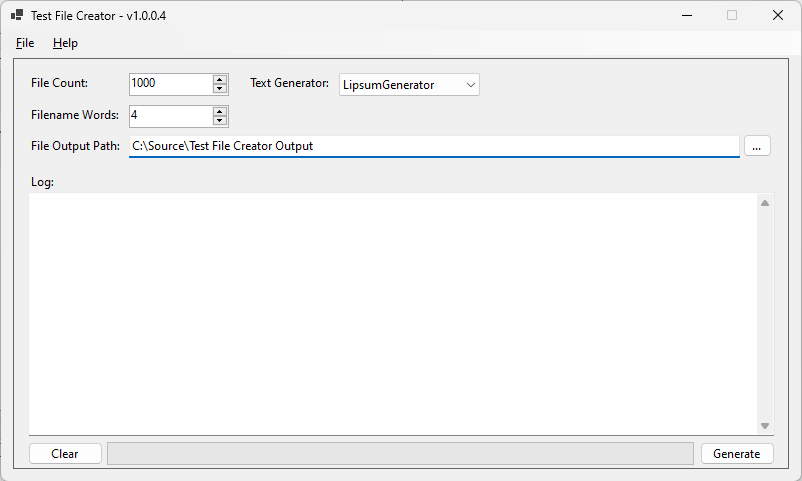 Test File Creator - v1.0.0.4
File Help
File Count: 1000 Text Generator: LipsumGenerator
Filename Words: 4
File Output Path: C:\Source\Test File Creator Output ...
Log:
Clear Generate